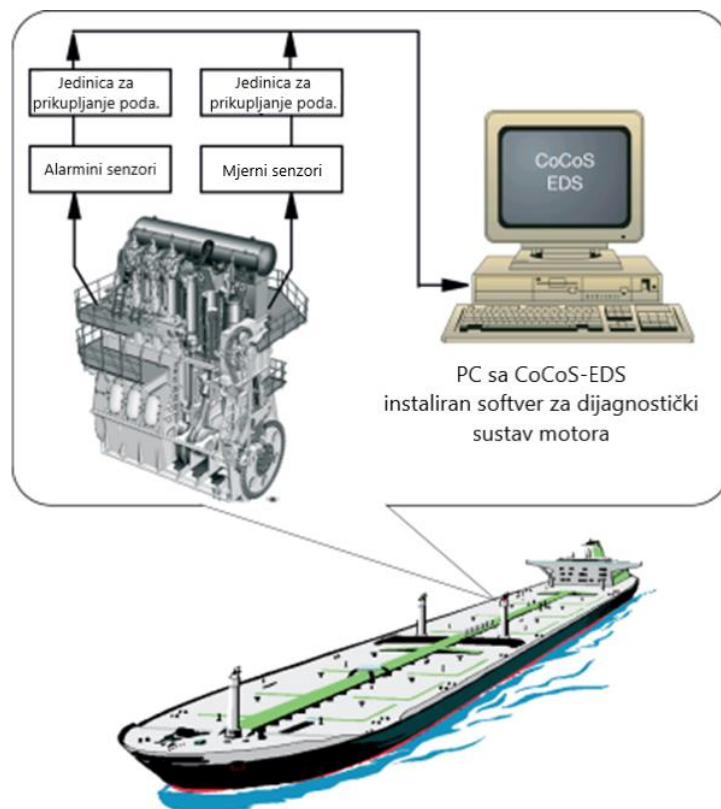 Jedinica za
prikupljanje poda.
Jedinica za
prikupljanje poda.
Alarmini senzori
Mjerni senzori
CoCoS
EDS
PC sa CoCoS-EDS
instaliran softver za dijagnostički
sustav motora